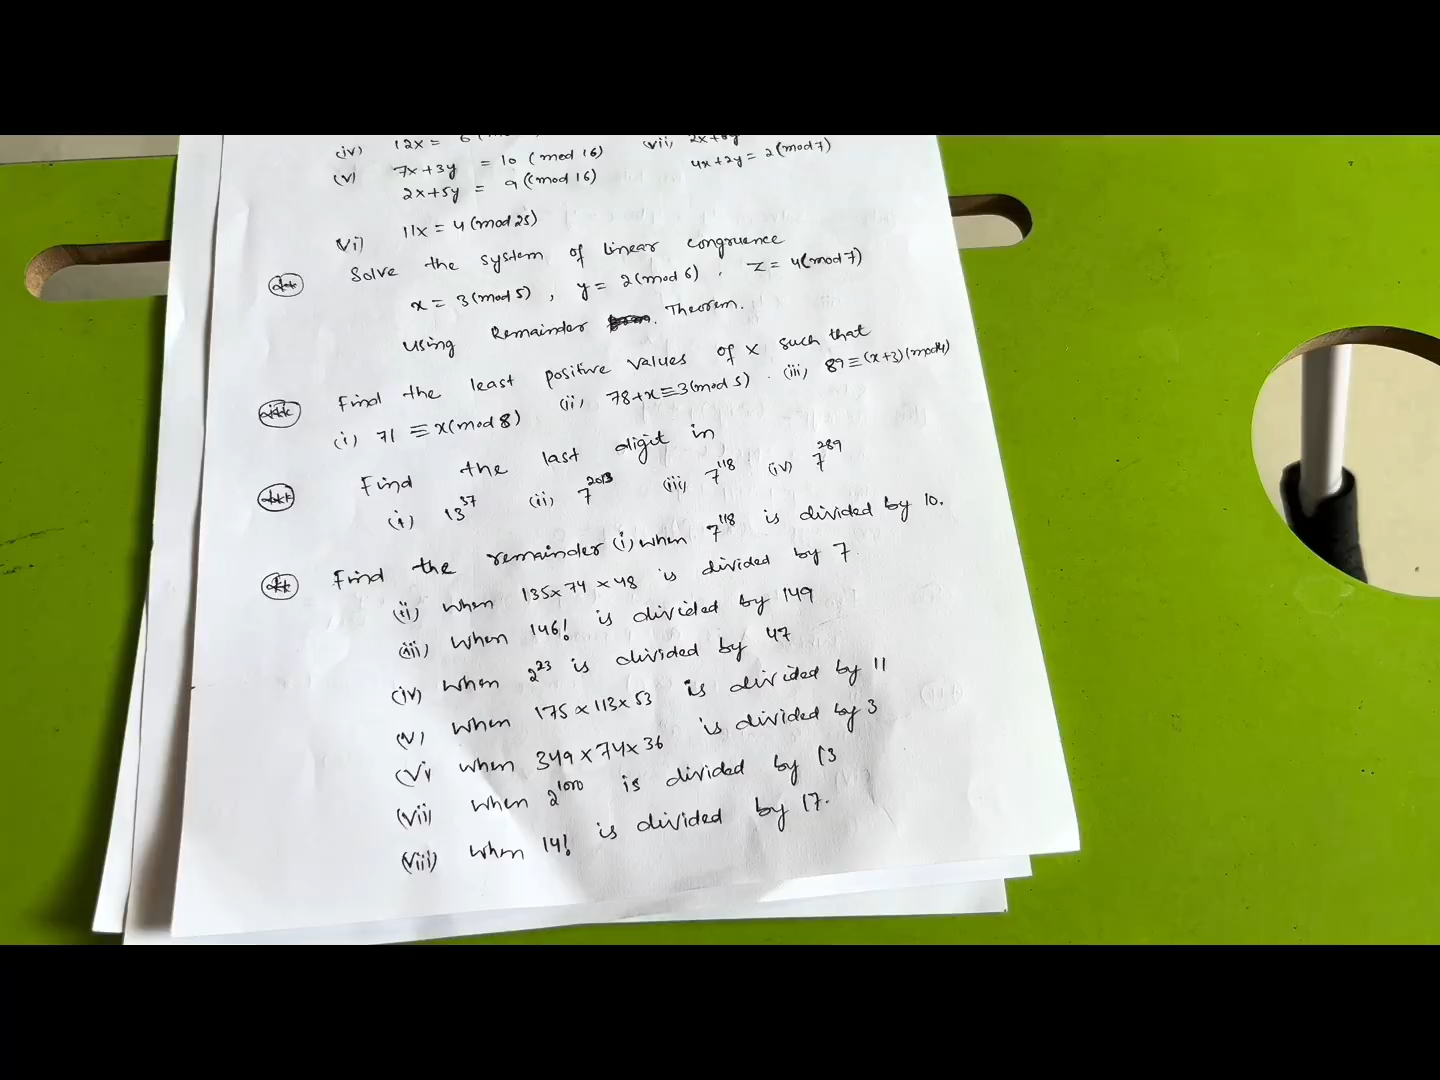 (iv) 12x = 6 (
(v) 7x+3y = 10 (mod 16) (vii, 2x+
2x+5y = 9 (mod 16) 4x+2y = 2 (mod 7)
Vi) 11x = 4 (mod 25)
Solve the system of linear congruence
x = 3 (mod 5) , y = 2 (mod 6) , z = 4 (mod 7)
using Remainder Theorem.
Find the least positive values of x such that
(i) 71 ≡ x (mod 8) (ii, 78+x ≡ 3 (mod 5) (iii, 89 ≡ (x+3) (mod 4)
Find the last digit in
(i) 13^37 (ii, 7^2013 (iii, 7^118 (iv) 7^289
Find the remainder (i) when 7^118 is divided by 10.
(ii) when 135×74×48 is divided by 7.
(iii) when 146! is divided by 149
(iv) when 2^23 is divided by 47
(v) when 175×113×53 is divided by 11
(vi when 349×74×36 is divided by 3
(vii) when 2^1000 is divided by 13
(viii) when 14! is divided by 17.